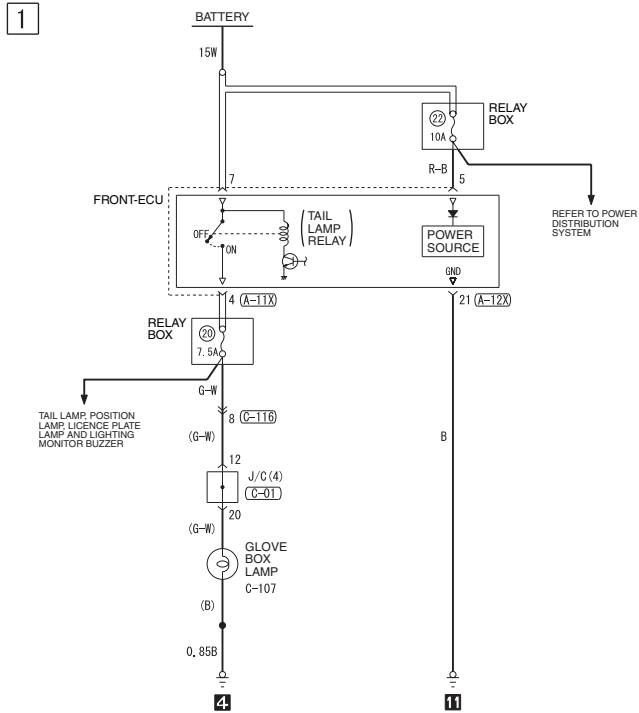 1
BATTERY
15W
22
10A
RELAY
BOX
R-B
5
7
REFER TO POWER
DISTRIBUTION
SYSTEM
FRONT-ECU
OFF
ON
TAIL
LAMP
RELAY
POWER
SOURCE
GND
4 A-11X
21 A-12X
RELAY
BOX
20
7.5A
G-W
TAIL LAMP, POSITION
LAMP, LICENCE PLATE
LAMP AND LIGHTING
MONITOR BUZZER
8 C-116
(G-W)
B
12
J/C(4)
C-01
20
(G-W)
GLOVE
BOX
LAMP
C-107
(B)
0.85B
4
11